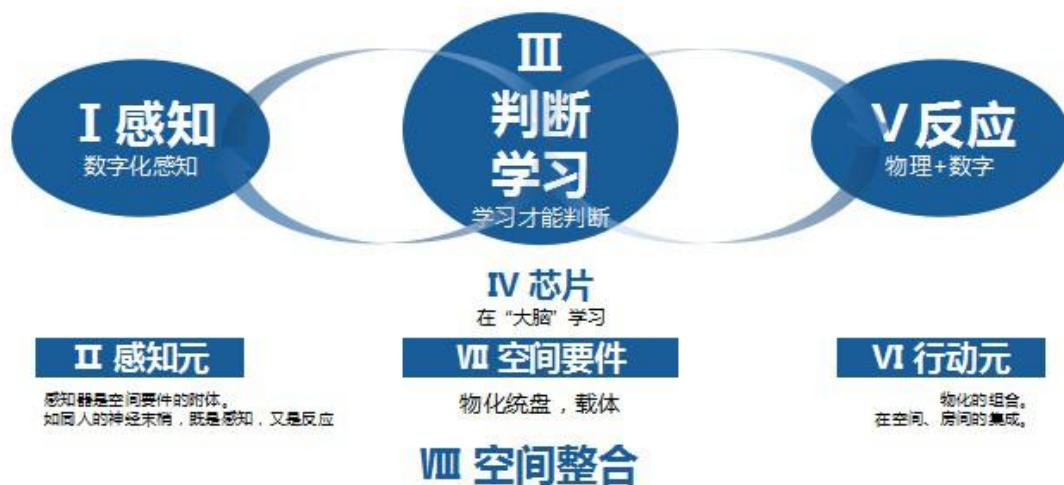 I 感知
数字化感知
III
判断
学习
学习才能判断
V 反应
物理+数字
IV 芯片
在“大脑”学习
II 感知元
感知器是空间要件的附体。
如同人的神经末梢，既是感知，又是反应
VII 空间要件
物化统盘，载体
VI 行动元
物化的组合。
在空间、房间的集成。
VIII 空间整合